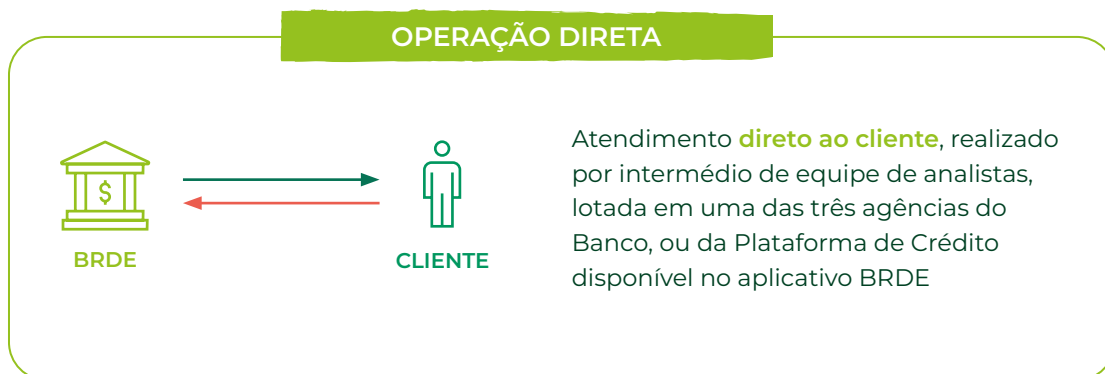 OPERAÇÃO DIRETA
$
BRDE
CLIENTE
Atendimento direto ao cliente, realizado
por intermédio de equipe de analistas,
lotada em uma das três agências do
Banco, ou da Plataforma de Crédito
disponível no aplicativo BRDE